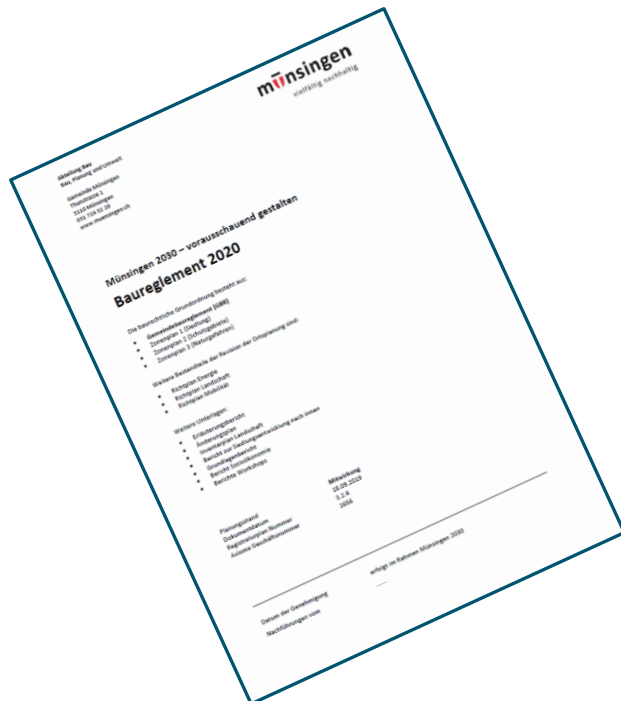 münsingen
vielfältig nachhaltig
Abteilung Bau
Bau, Planung und Umwelt
Gemeinde Münsingen
Thunstrasse 1
3110 Münsingen
031 724 52 20
www.muensingen.ch
Münsingen 2030 – vorausschauend gestalten
Baureglement 2020
Die baurechtliche Grundordnung besteht aus:
• Gemeindebaureglement (GBR)
• Zonenplan 1 (Siedlung)
• Zonenplan 2 (Schutzgebiete)
• Zonenplan 3 (Naturgefahren)
Weitere Bestandteile der Revision der Ortsplanung sind:
• Richtplan Energie
• Richtplan Landschaft
• Richtplan Mobilität
Weitere Unterlagen:
• Erläuterungsbericht
• Änderungsplan
• Inventarplan Landschaft
• Bericht zur Siedlungsentwicklung nach innen
• Grundlagenbericht
• Bericht Sozioökonomie
• Berichte Workshops
Planungsstand Mitwirkung
Dokumentdatum 18.09.2019
Registraturplan Nummer 3.2.4
Axioma Geschäftsnummer 2656
Datum der Genehmigung erfolgt im Rahmen Münsingen 2030
Nachführungen vom ___